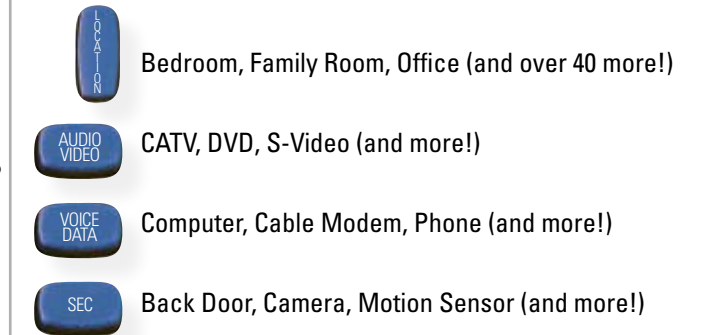 LOCATION
Bedroom, Family Room, Office (and over 40 more!)
AUDIO
VIDEO
CATV, DVD, S-Video (and more!)
VOICE
DATA
Computer, Cable Modem, Phone (and more!)
SEC
Back Door, Camera, Motion Sensor (and more!)